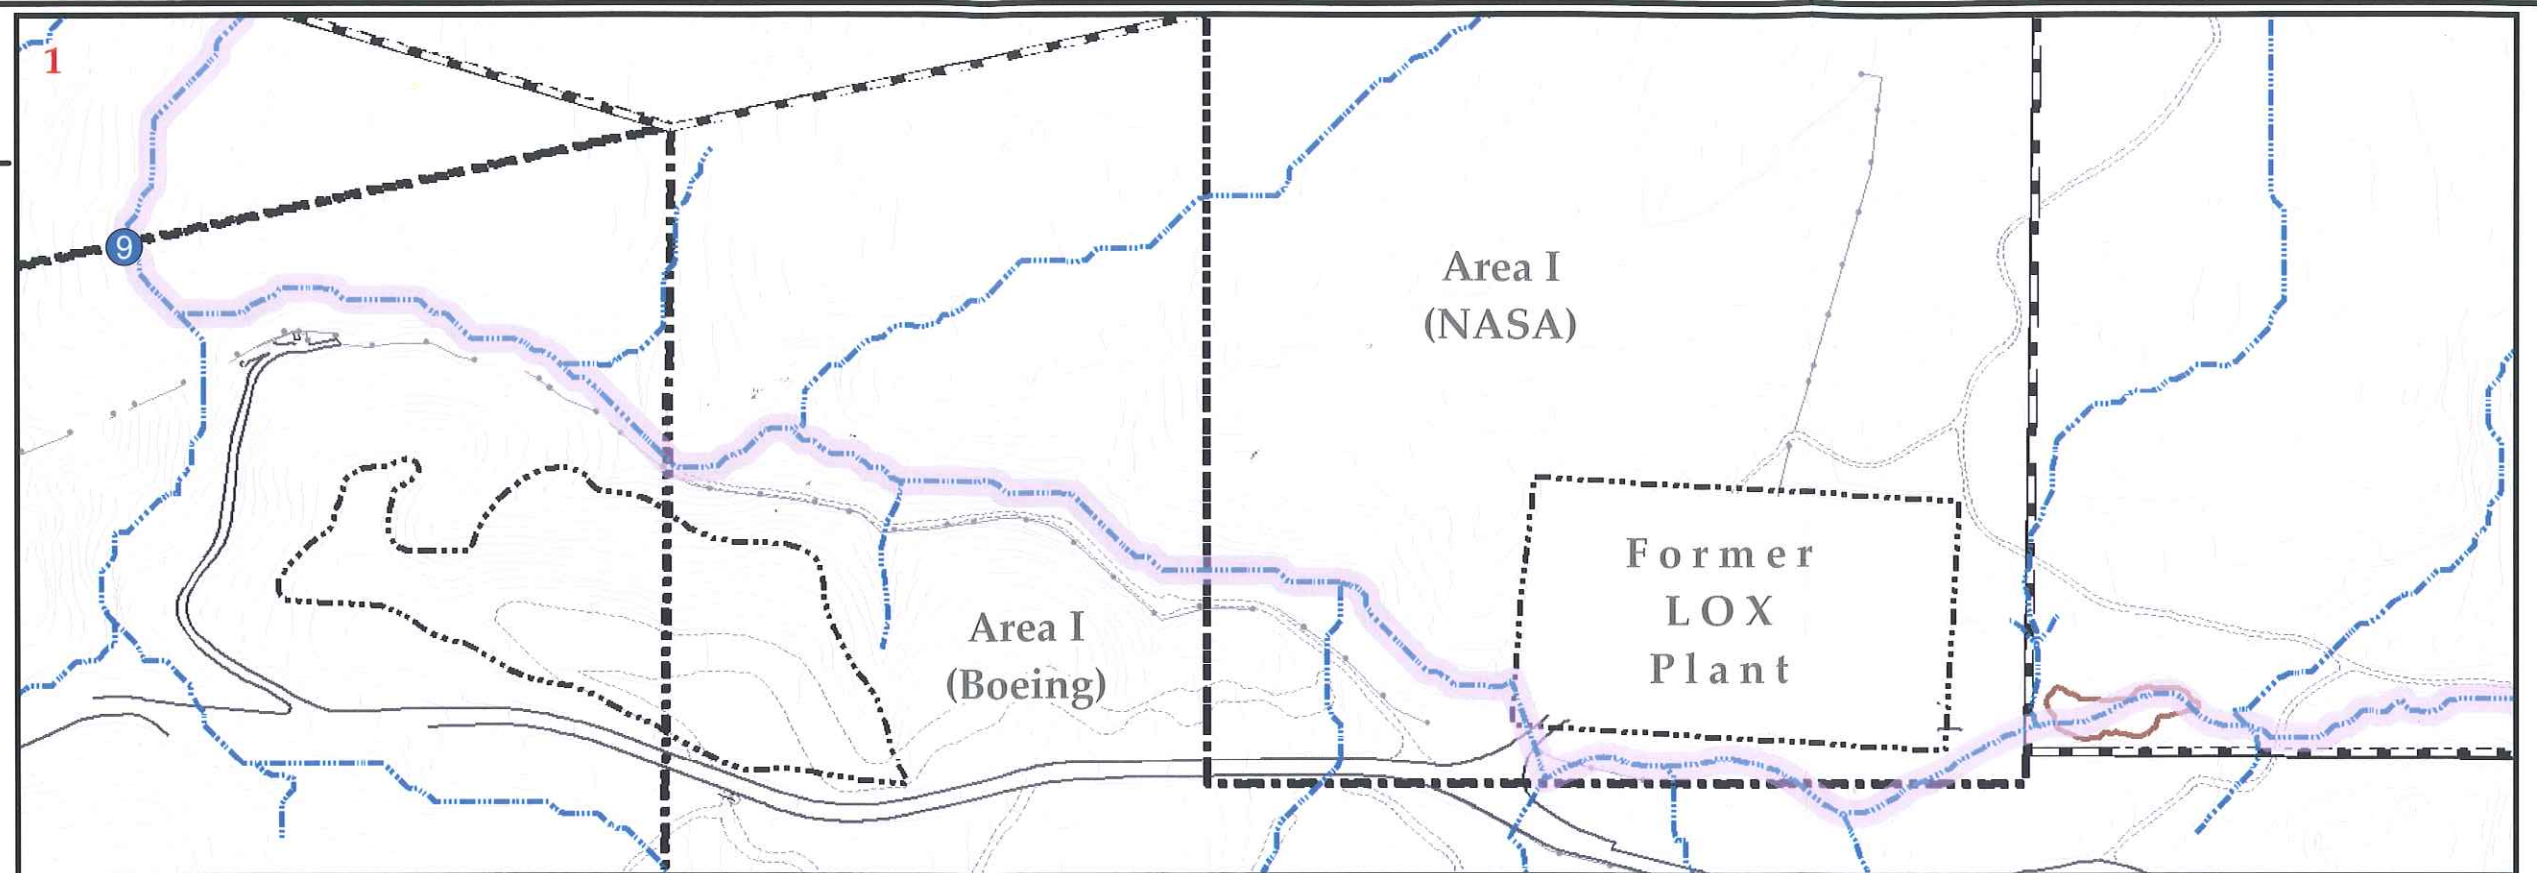 1
9
Area I
(NASA)
Former
LOX
Plant
Area I
(Boeing)